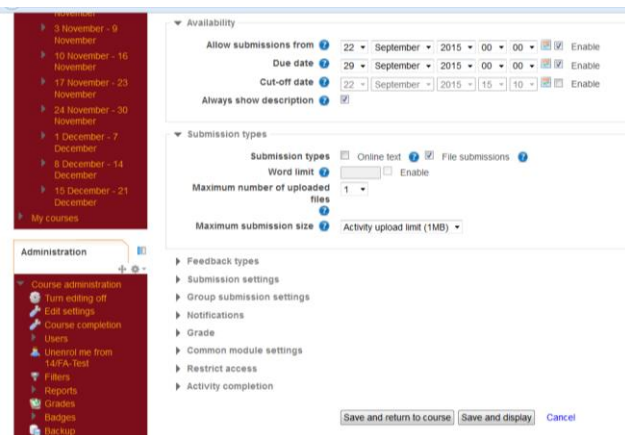 November
3 November - 9
November
10 November - 16
November
17 November - 23
November
24 November - 30
November
1 December - 7
December
8 December - 14
December
15 December - 21
December
My courses
Administration
Course administration
Turn editing off
Edit settings
Course completion
Users
Unenrol me from
14/FA-Test
Filters
Reports
Grades
Badges
Backup
Availability
Allow submissions from 22 September 2015 00 00 Enable
Due date 29 September 2015 00 00 Enable
Cut-off date 22 September 2015 15 10 Enable
Always show description
Submission types
Submission types Online text File submissions
Word limit Enable
Maximum number of uploaded 1
files
Maximum submission size Activity upload limit (1MB)
Feedback types
Submission settings
Group submission settings
Notifications
Grade
Common module settings
Restrict access
Activity completion
Save and return to course Save and display Cancel